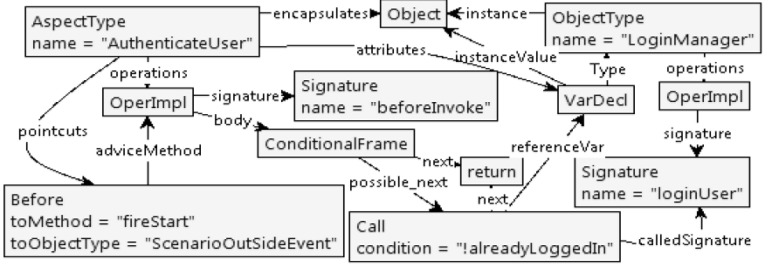 AspectType
name = "AuthenticateUser"
encapsulates
Object
instance
ObjectType
name = "LoginManager"
attributes
instanceValue
operations
Type
operations
OperImpl
signature
Signature
name = "beforeInvoke"
VarDecl
OperImpl
pointcuts
body
adviceMethod
ConditionalFrame
referenceVar
signature
next
return
possible_next
next
Before
toMethod = "fireStart"
toObjectType = "ScenarioOutSideEvent"
Signature
name = "loginUser"
Call
condition = "!alreadyLoggedIn"
calledSignature